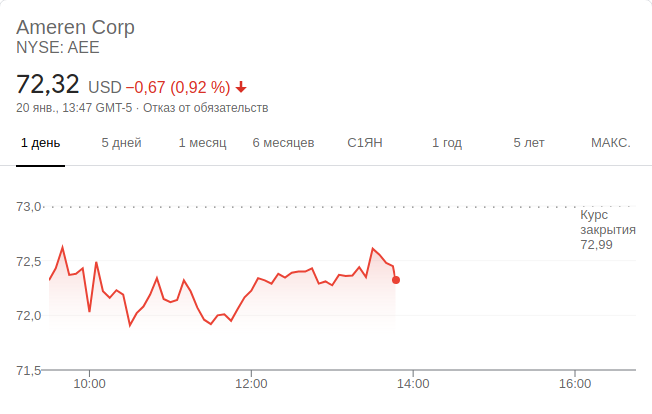 Ameren Corp
NYSE: AEE
72,32 USD −0,67 (0,92 %)
20 янв., 13:47 GMT-5 · Отказ от обязательств
1 день 5 дней 1 месяц 6 месяцев С1ЯН 1 год 5 лет МАКС.
73,0
Курс
закрытия
72,99
72,5
72,0
71,5
10:00 12:00 14:00 16:00